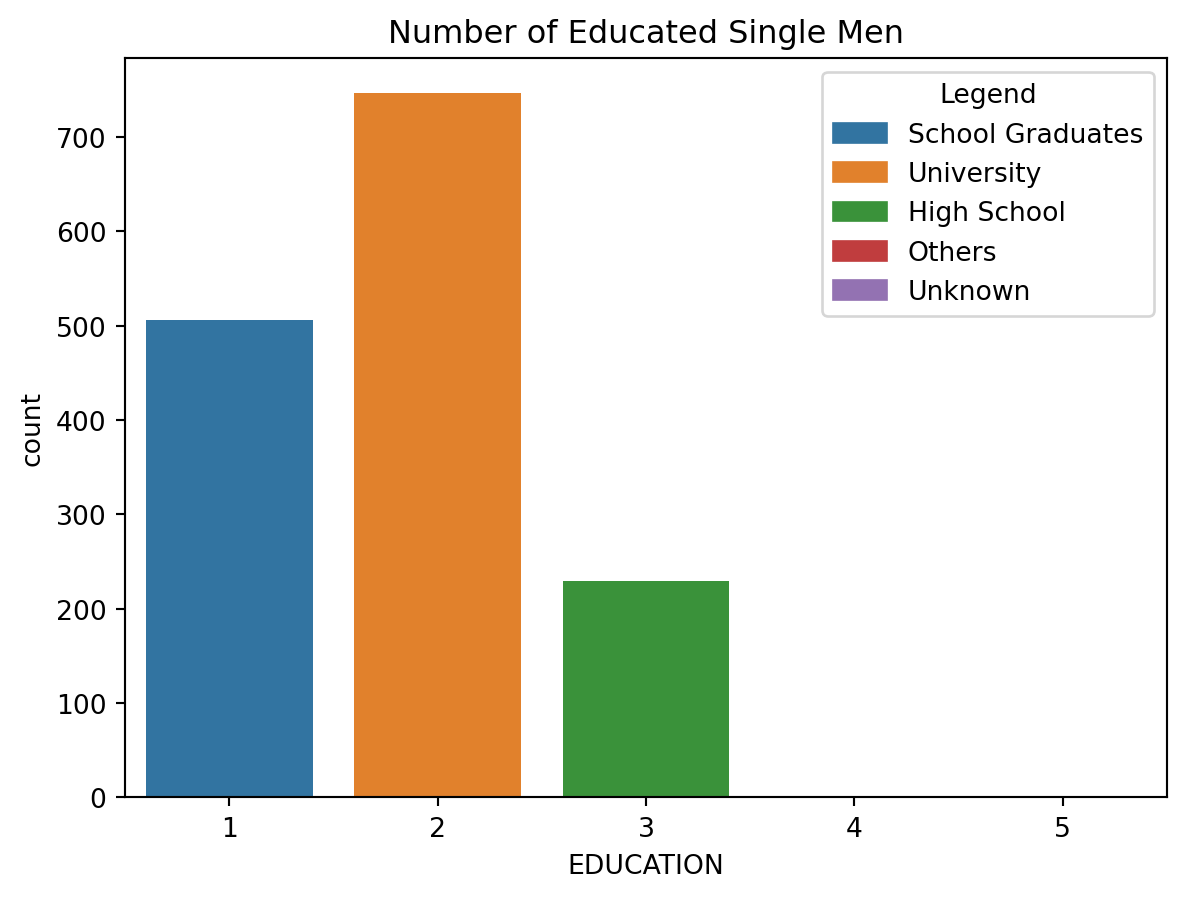 Number of Educated Single Men
Legend
School Graduates
University
High School
Others
Unknown
700
600
500
400
300
200
100
0
count
1 2 3 4 5
EDUCATION